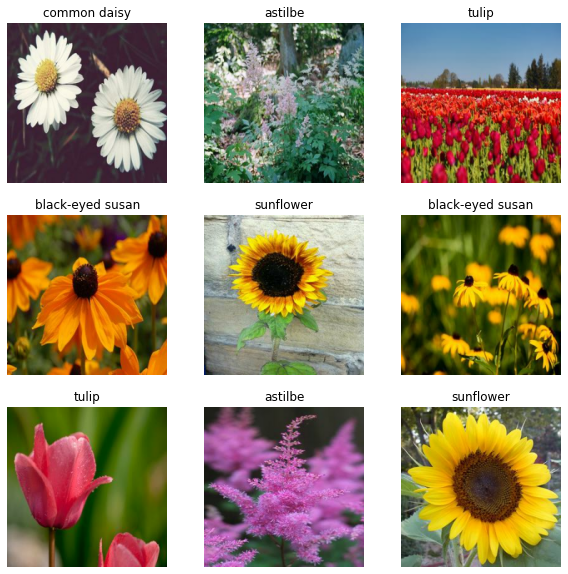 common daisy
astilbe
tulip
black-eyed susan
sunflower
black-eyed susan
tulip
astilbe
sunflower